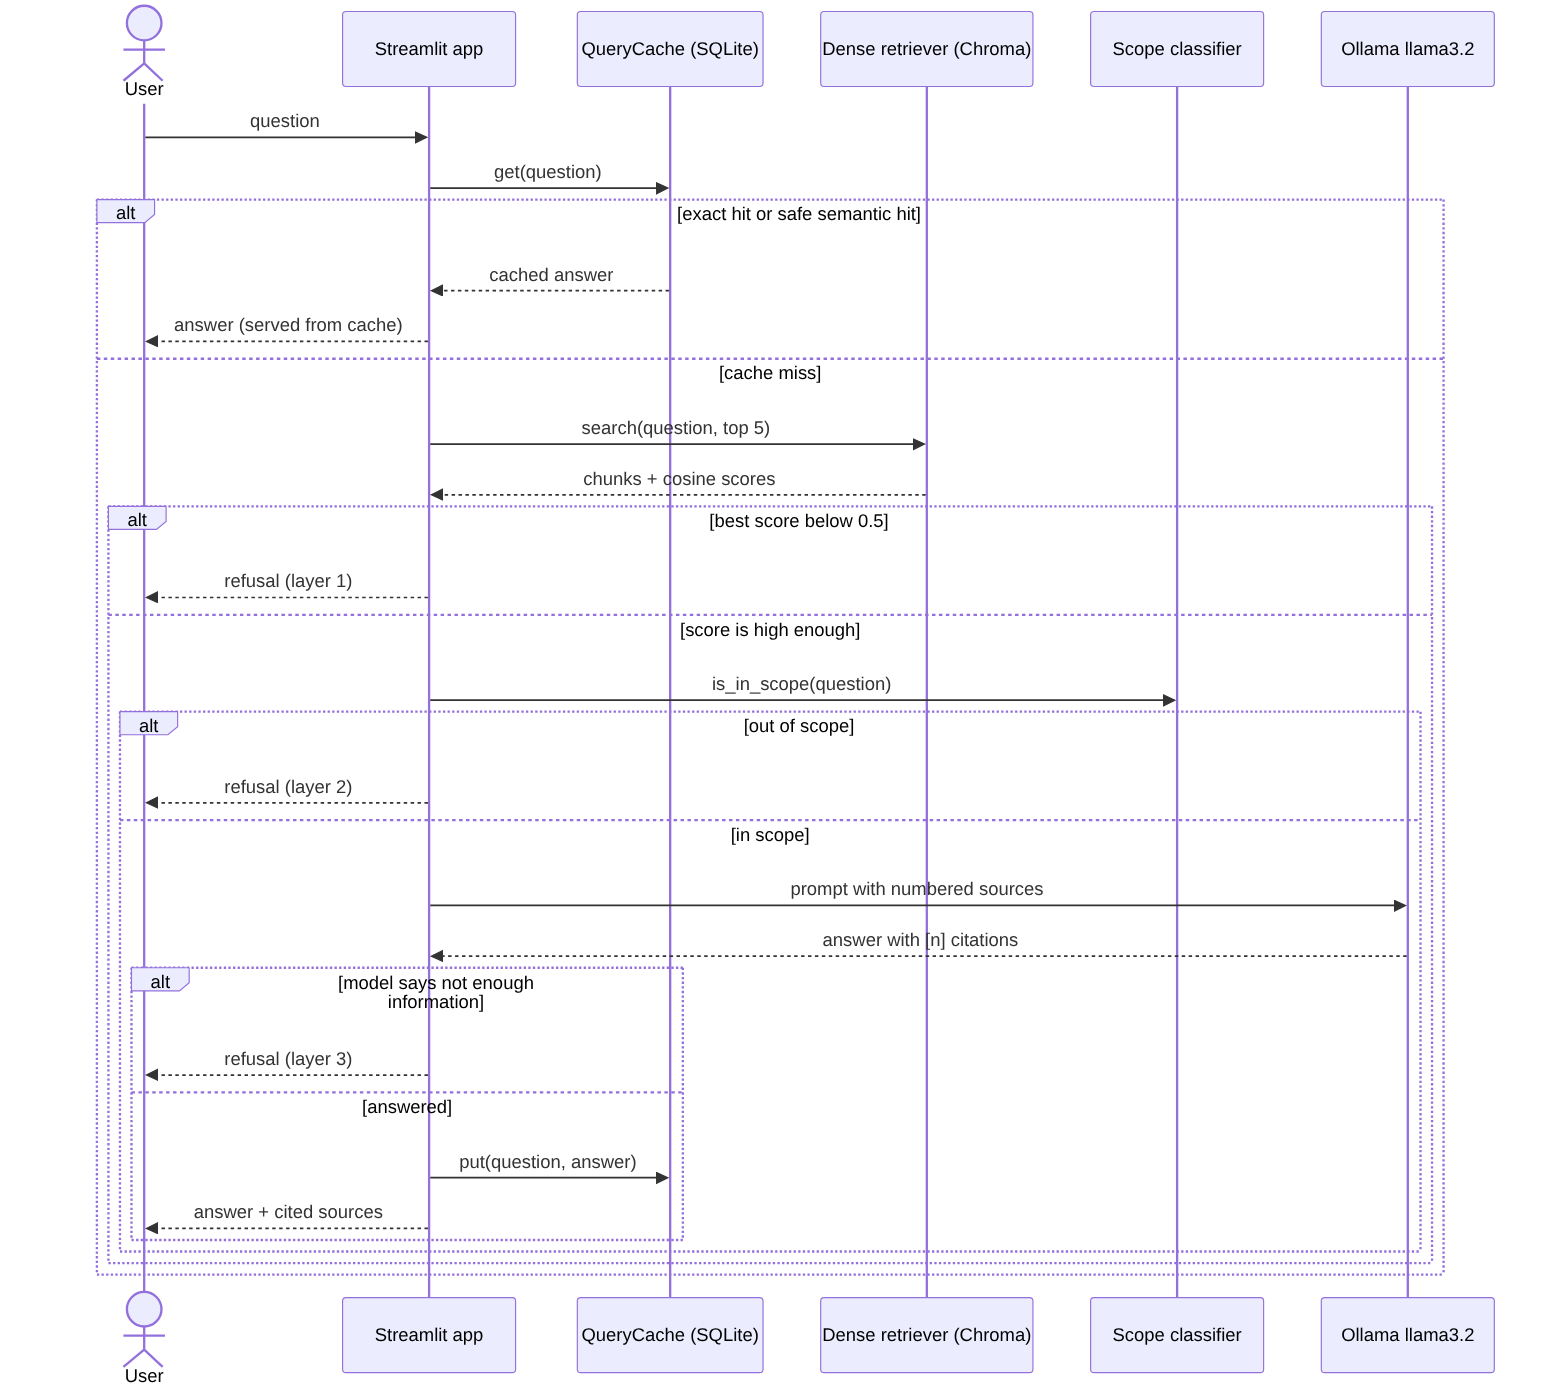 User
Streamlit app
QueryCache (SQLite)
Dense retriever (Chroma)
Scope classifier
Ollama llama3.2
question
get(question)
alt
[exact hit or safe semantic hit]
cached answer
answer (served from cache)
[cache miss]
search(question, top 5)
chunks + cosine scores
alt
[best score below 0.5]
refusal (layer 1)
[score is high enough]
is_in_scope(question)
alt
[out of scope]
refusal (layer 2)
[in scope]
prompt with numbered sources
answer with [n] citations
alt
[model says not enough
information]
refusal (layer 3)
[answered]
put(question, answer)
answer + cited sources
User
Streamlit app
QueryCache (SQLite)
Dense retriever (Chroma)
Scope classifier
Ollama llama3.2